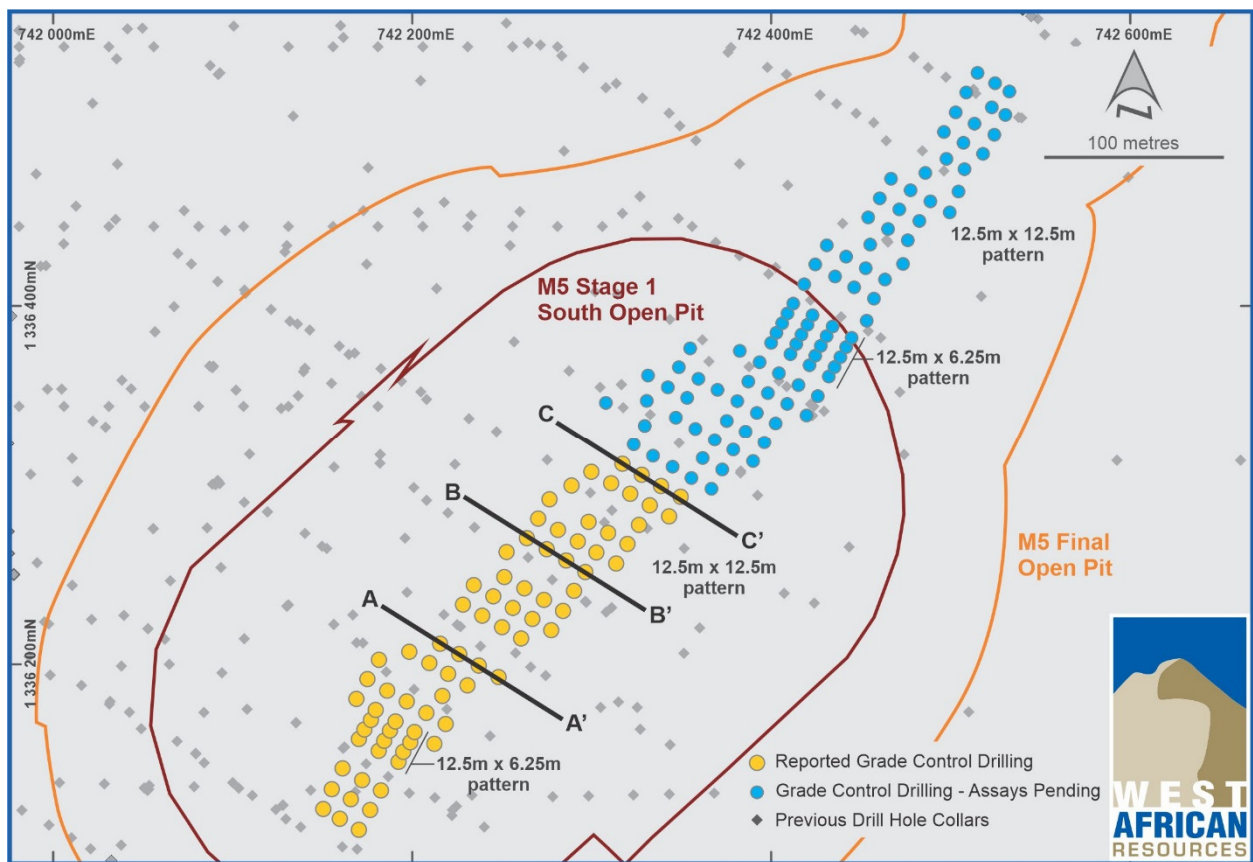 742 000mE
742 200mE
742 400mE
742 600mE
Z
100 metres
12.5m x 12.5m
pattern
M5 Stage 1
South Open Pit
1 336 400mN
12.5m x 6.25m
pattern
C
B
C'
M5 Final
Open Pit
12.5m x 12.5m
pattern
A
B'
1 336 200mN
A'
12.5m x 6.25m
pattern
Reported Grade Control Drilling
Grade Control Drilling - Assays Pending
Previous Drill Hole Collars
WEST
AFRICAN
RESOURCES